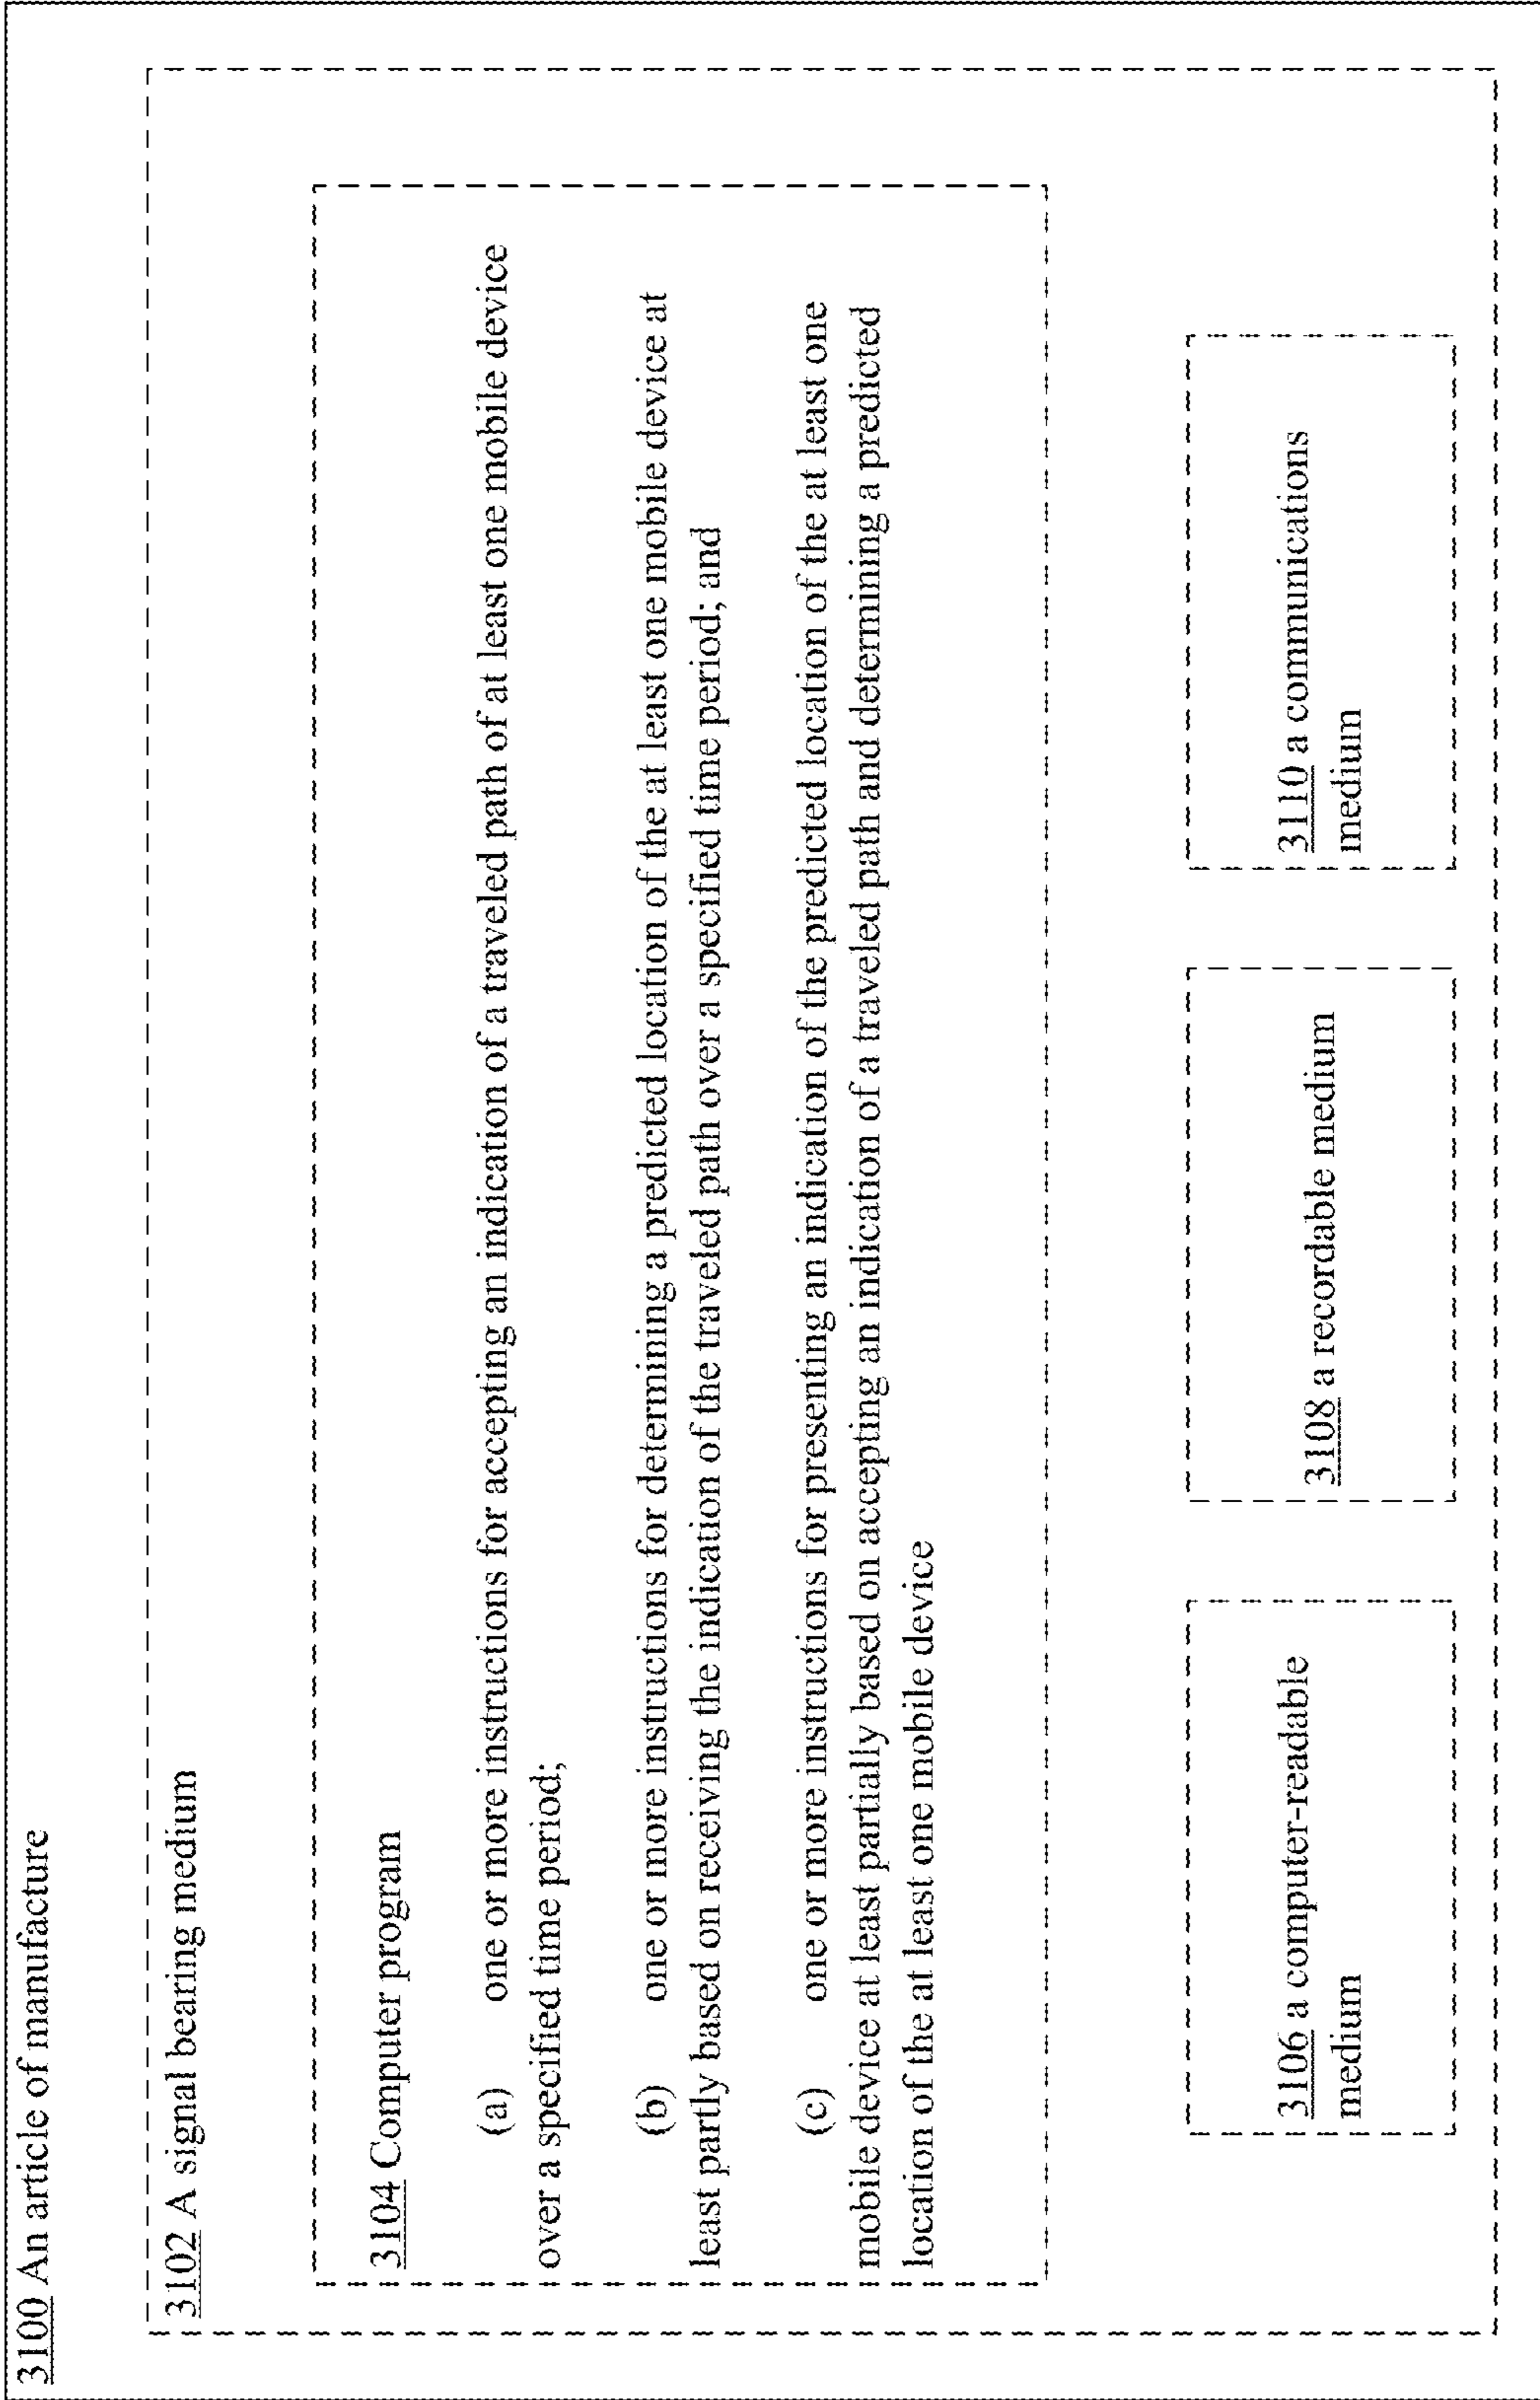 3100 An article of manufacture
3102 A signal bearing medium
3104 Computer program
(a) one or more instructions for accepting an indication of a traveled path of at least one mobile device
over a specified time period;
(b) one or more instructions for determining a predicted location of the at least one mobile device at
least partly based on receiving the indication of the traveled path over a specified time period; and
(c) one or more instructions for presenting an indication of the predicted location of the at least one
mobile device at least partially based on accepting an indication of a traveled path and determining a predicted
location of the at least one mobile device
3106 a computer-readable
medium
3108 a recordable medium
3110 a communications
medium